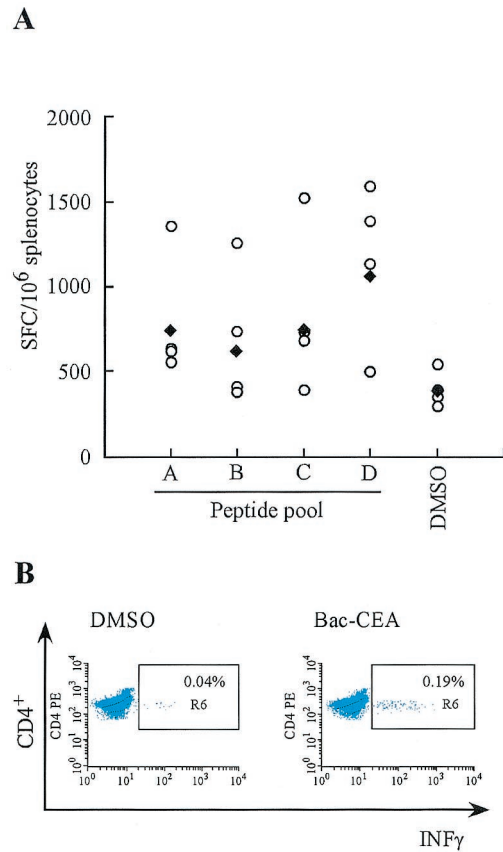 A
2000
1500
1000
500
0
SFC/10⁶ splenocytes
A B C D DMSO
Peptide pool
B
DMSO Bac-CEA
CD4+
CD4 PE
10⁴
10³
10²
10¹
10⁰
0.04%
R6
10⁰ 10¹ 10² 10³ 10⁴
CD4 PE
10⁴
10³
10²
10¹
10⁰
0.19%
R6
10⁰ 10¹ 10² 10³ 10⁴
INFγ